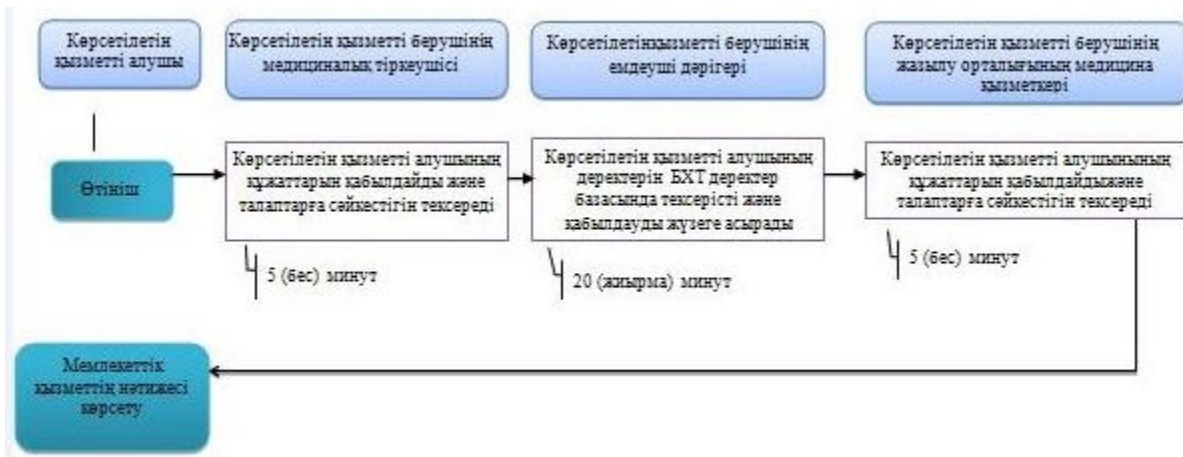 Көрсетілетін
қызметті алушы
Көрсетілетін қызметті берушінің
медициналық тіркеушісі
Көрсетілетінқызметті берушінің
емдеуші дәрігері
Көрсетілетін қызметті берушінің
жазылу орталығының медицина
қызметкері
Өтініш
Көрсетілетін қызметті алушының
құжаттарын қабылдайды және
талаптарға сәйкестігін тексереді
Көрсетілетін қызметті алушының
деректерін БХТ деректер
базасында тексерісті және
қабылдауды жүзеге асырады
Көрсетілетін қызметті алушынының
құжаттарын қабылдайдыжәне
талаптарға сәйкестігін тексереді
5 (бес) минут
20 (жиырма) минут
5 (бес) минут
Мемлекеттік
қызметтің нәтижесі
көрсету